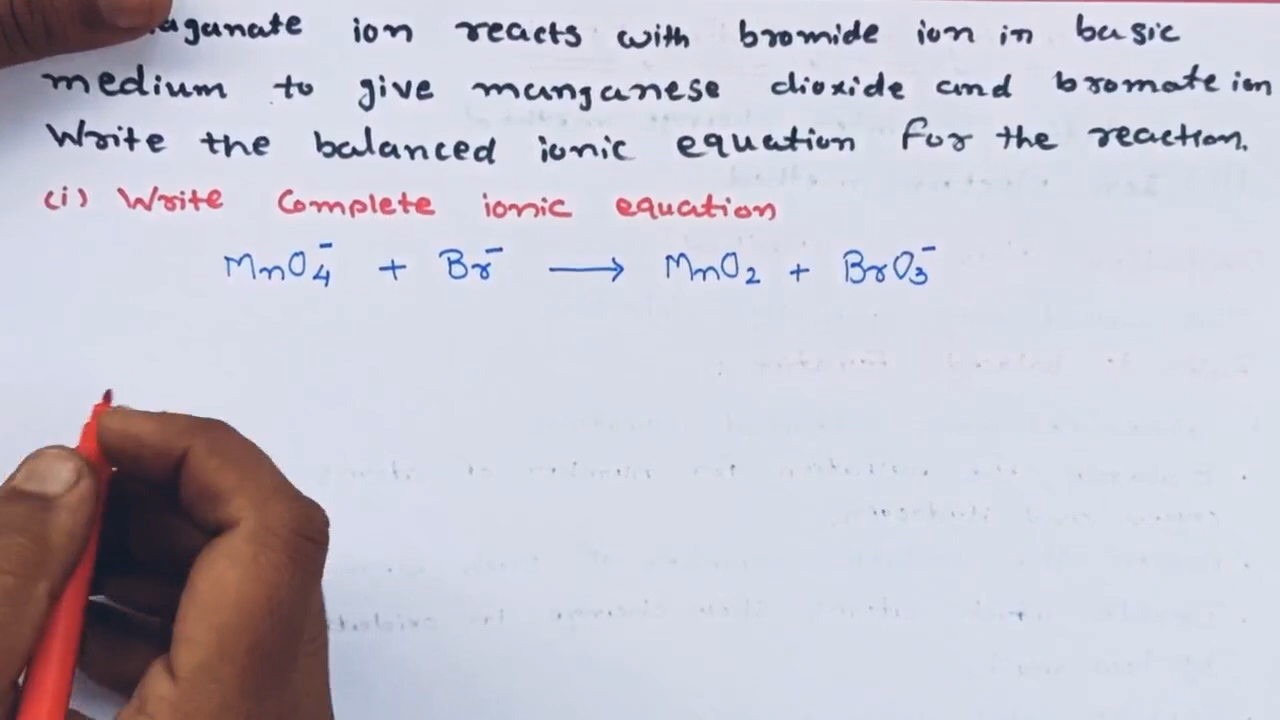 ion reacts with bromide ion in basic
medium to give manganese dioxide and bromate ion
Write the balanced ionic equation for the reaction.
(i) Write Complete ionic equation
MnO₄⁻ + Br⁻ ⟶ MnO₂ + BrO₃⁻